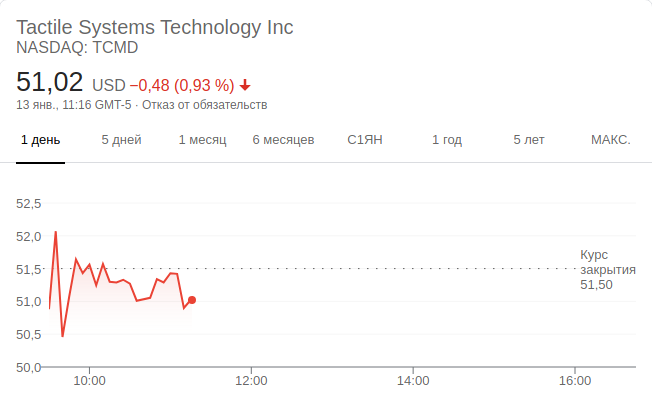 Tactile Systems Technology Inc
NASDAQ: TCMD
51,02 USD −0,48 (0,93 %)
13 янв., 11:16 GMT-5 · Отказ от обязательств
1 день 5 дней 1 месяц 6 месяцев С1ЯН 1 год 5 лет МАКС.
52,5
52,0
51,5
51,0
50,5
50,0
Курс
закрытия
51,50
10:00 12:00 14:00 16:00